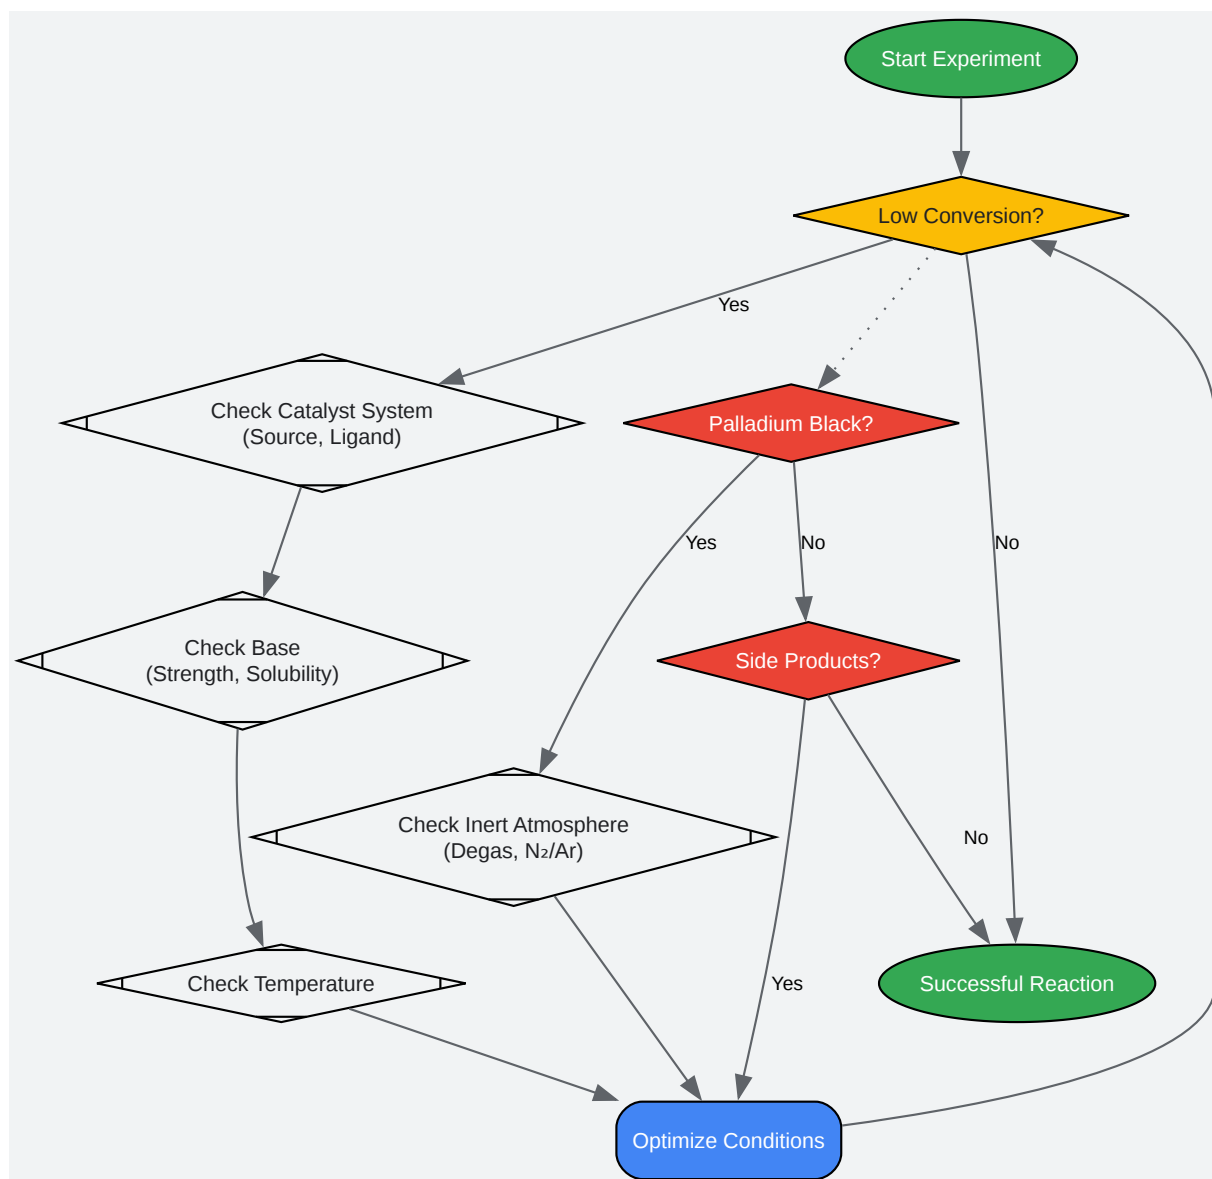 Start Experiment
Low Conversion?
Yes
Check Catalyst System
(Source, Ligand)
Palladium Black?
Yes
No
No
Check Base
(Strength, Solubility)
Side Products?
Check Inert Atmosphere
(Degas, N₂/Ar)
No
Check Temperature
Yes
Successful Reaction
Optimize Conditions